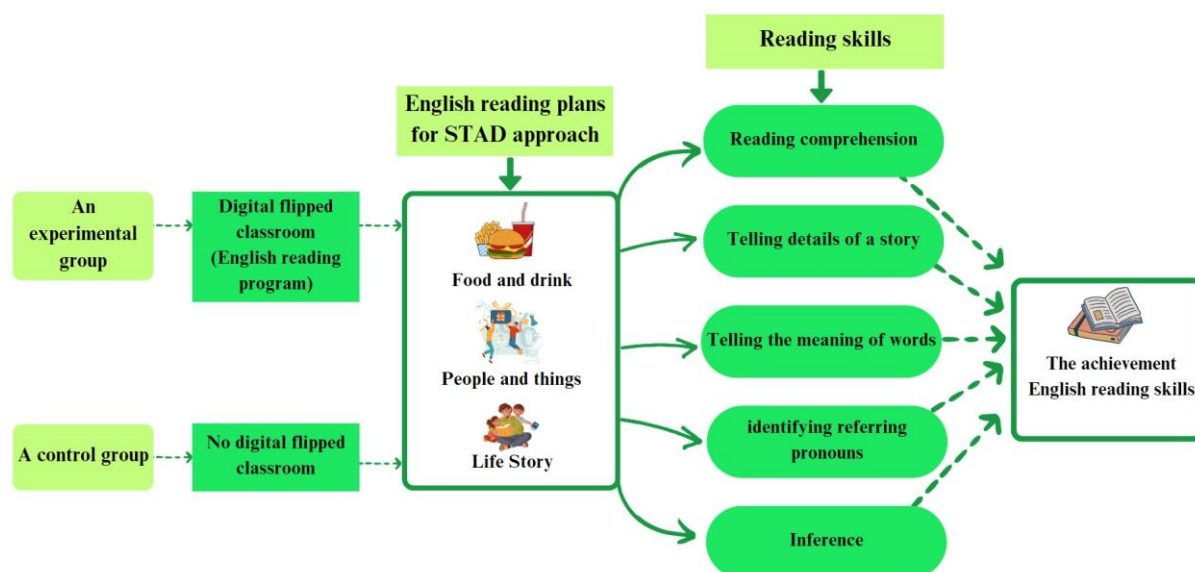 Reading skills
English reading plans
for STAD approach
An
experimental
group
Digital flipped
classroom
(English reading
program)
A control group
No digital flipped
classroom
Food and drink
People and things
Life Story
Reading comprehension
Telling details of a story
Telling the meaning of words
identifying referring
pronouns
Inference
The achievement
English reading skills